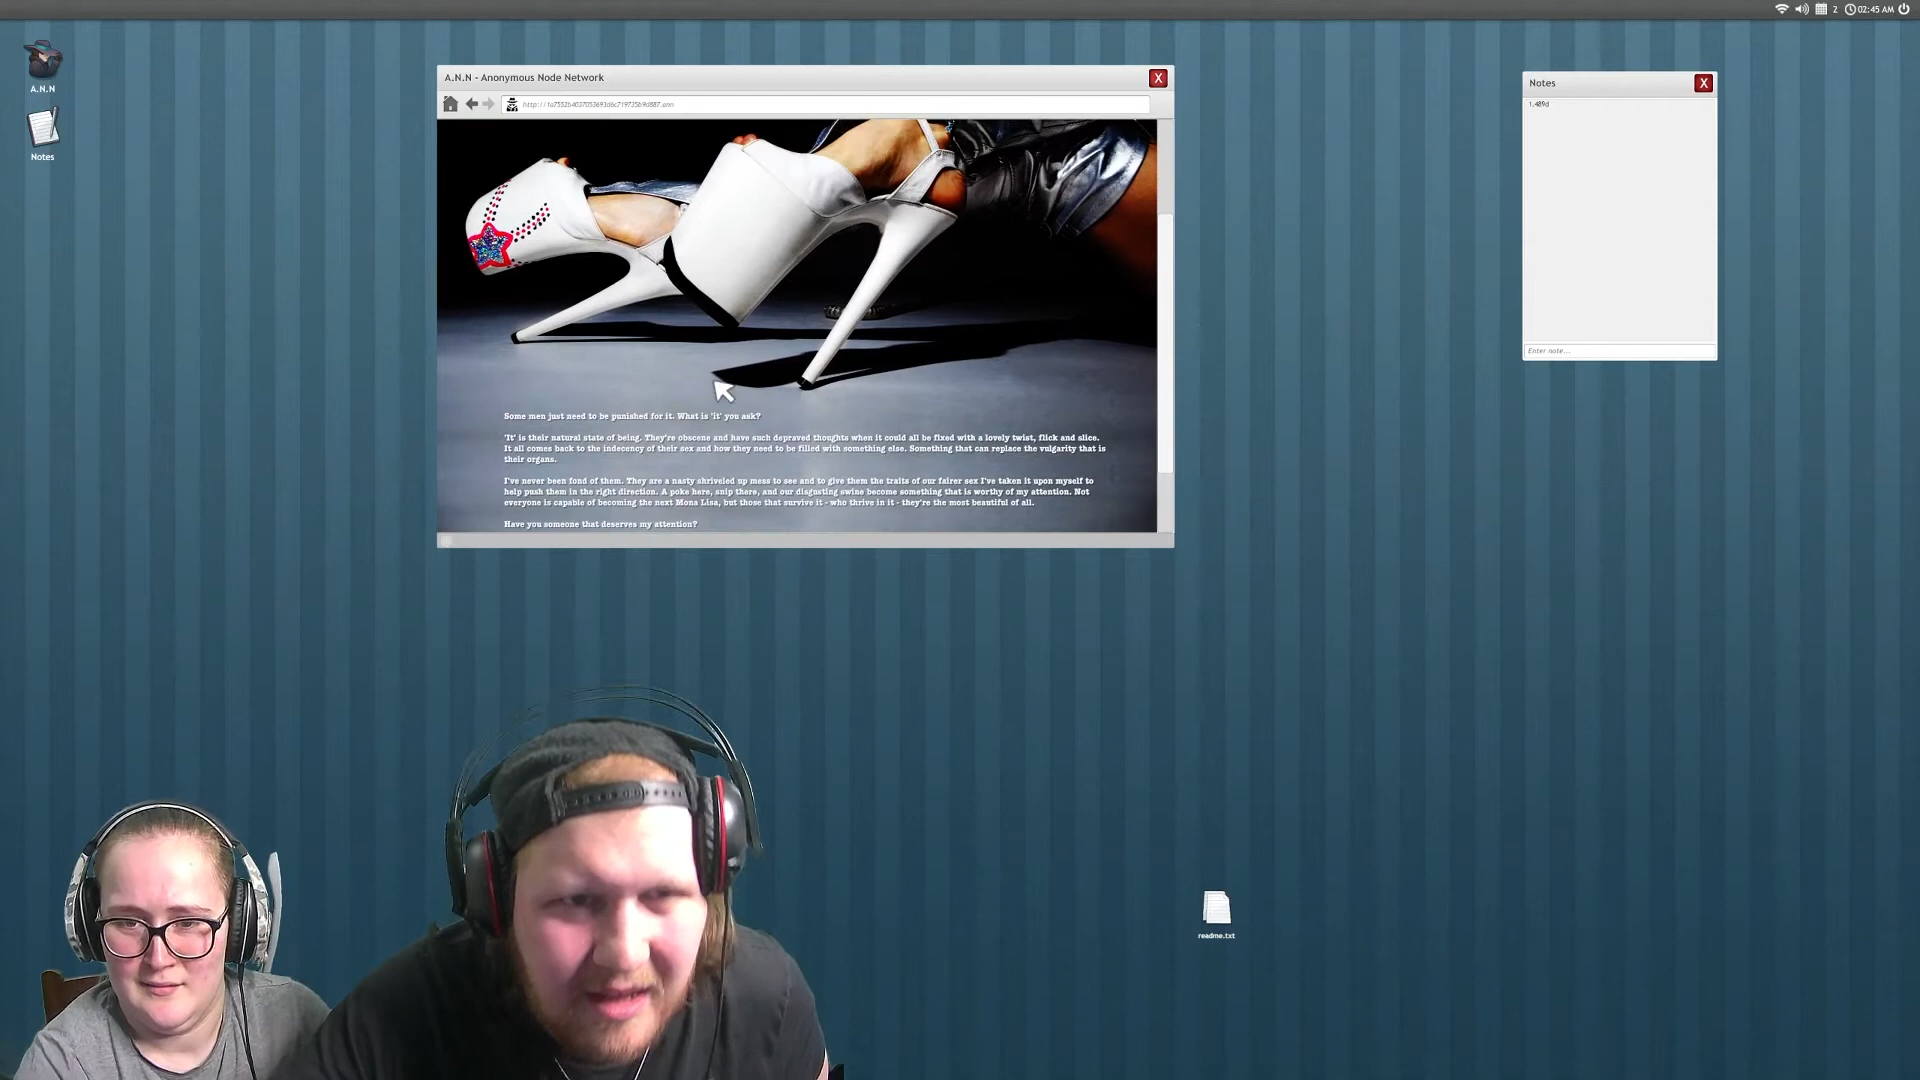 2
02:45 AM
A.N.N
Notes
A.N.N - Anonymous Node Network
X
Some men just need to be punished for it. What is 'it' you ask?
'It' is their natural state of being. They're obscene and have such depraved thoughts when it could all be fixed with a lovely twist, flick and slice.
It all comes back to the indecency of their sex and how they need to be filled with something else. Something that can replace the vulgarity that is
their organs.
I've never been fond of them. They are a nasty shriveled up mess to see and to give them the traits of our fairer sex I've taken it upon myself to
help push them in the right direction. A poke here, snip there, and our disgusting swine become something that is worthy of my attention. Not
everyone is capable of becoming the next Mona Lisa, but those that survive it - who thrive in it - they're the most beautiful of all.
Have you someone that deserves my attention?
Notes
X
1.489d
Enter note...
readme.txt